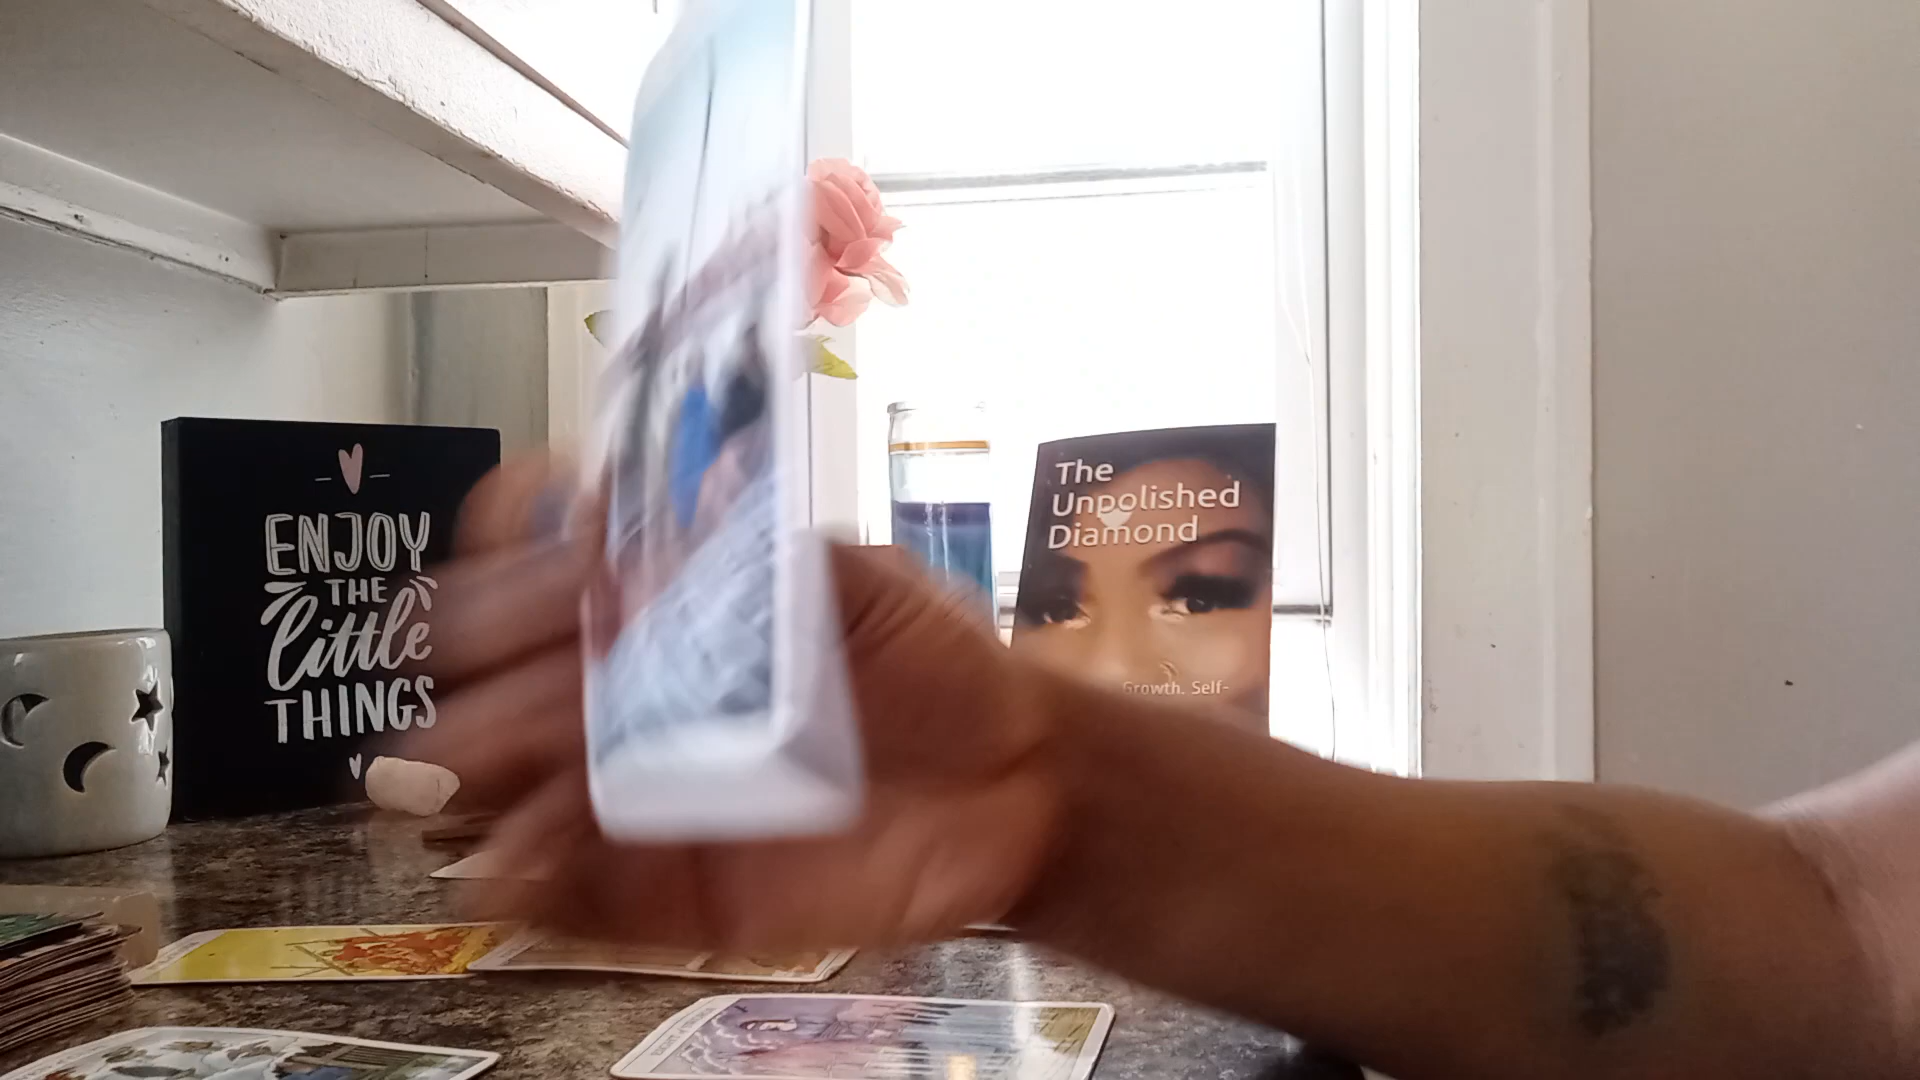 ENJOY
THE
little
THINGS
The
Unpolished
Diamond
Growth. Self-